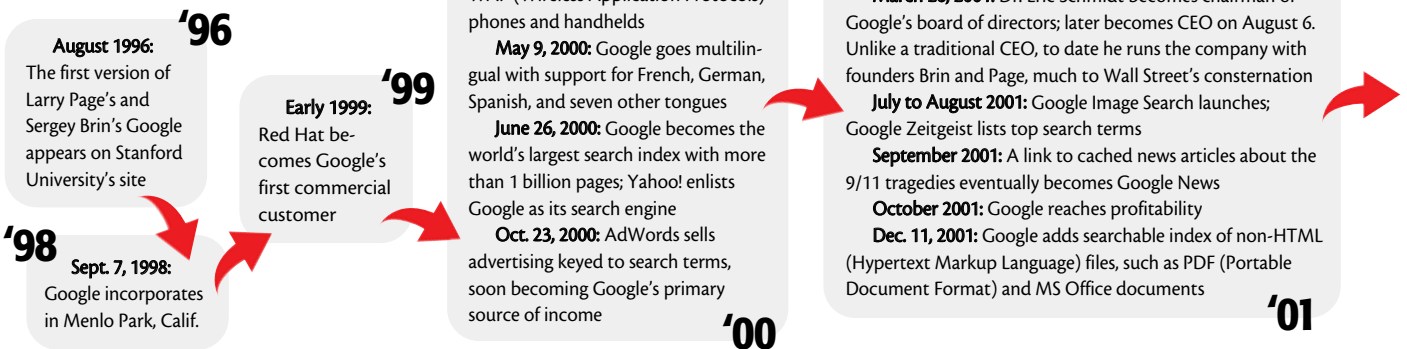 ‘96
August 1996:
The first version of
Larry Page’s and
Sergey Brin’s Google
appears on Stanford
University’s site
‘98
Sept. 7, 1998:
Google incorporates
in Menlo Park, Calif.
‘99
Early 1999:
Red Hat be-
comes Google’s
first commercial
customer
phones and handhelds
May 9, 2000: Google goes multilin-
gual with support for French, German,
Spanish, and seven other tongues
June 26, 2000: Google becomes the
world’s largest search index with more
than 1 billion pages; Yahoo! enlists
Google as its search engine
Oct. 23, 2000: AdWords sells
advertising keyed to search terms,
soon becoming Google’s primary
source of income
‘00
Google’s board of directors; later becomes CEO on August 6.
Unlike a traditional CEO, to date he runs the company with
founders Brin and Page, much to Wall Street’s consternation
July to August 2001: Google Image Search launches;
Google Zeitgeist lists top search terms
September 2001: A link to cached news articles about the
9/11 tragedies eventually becomes Google News
October 2001: Google reaches profitability
Dec. 11, 2001: Google adds searchable index of non-HTML
(Hypertext Markup Language) files, such as PDF (Portable
Document Format) and MS Office documents
‘01